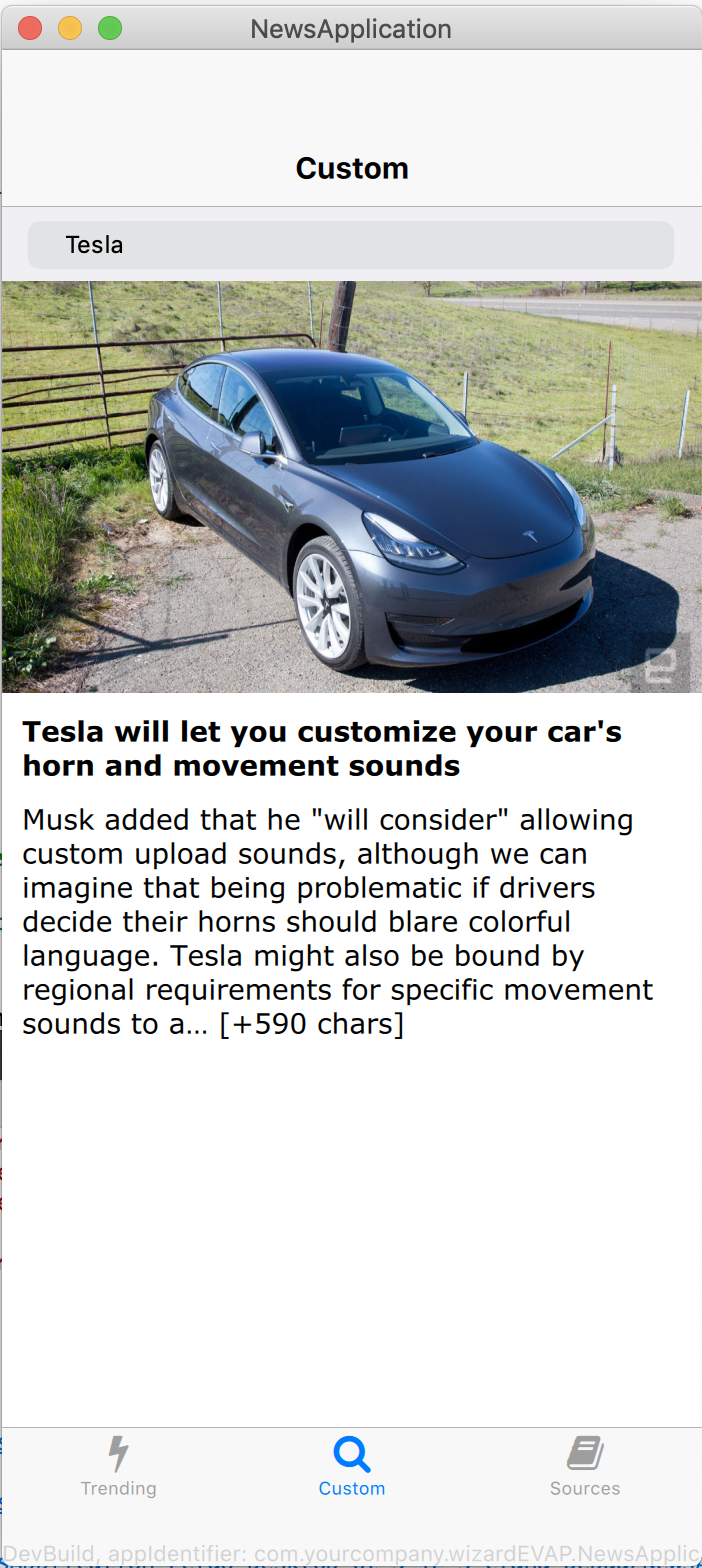 NewsApplication
Custom
Tesla
Tesla will let you customize your car's
horn and movement sounds
Musk added that he "will consider" allowing
custom upload sounds, although we can
imagine that being problematic if drivers
decide their horns should blare colorful
language. Tesla might also be bound by
regional requirements for specific movement
sounds to a… [+590 chars]
Trending
Custom
Sources
DevBuild, appIdentifier: com.yourcompany.wizardEVAP.NewsApplic